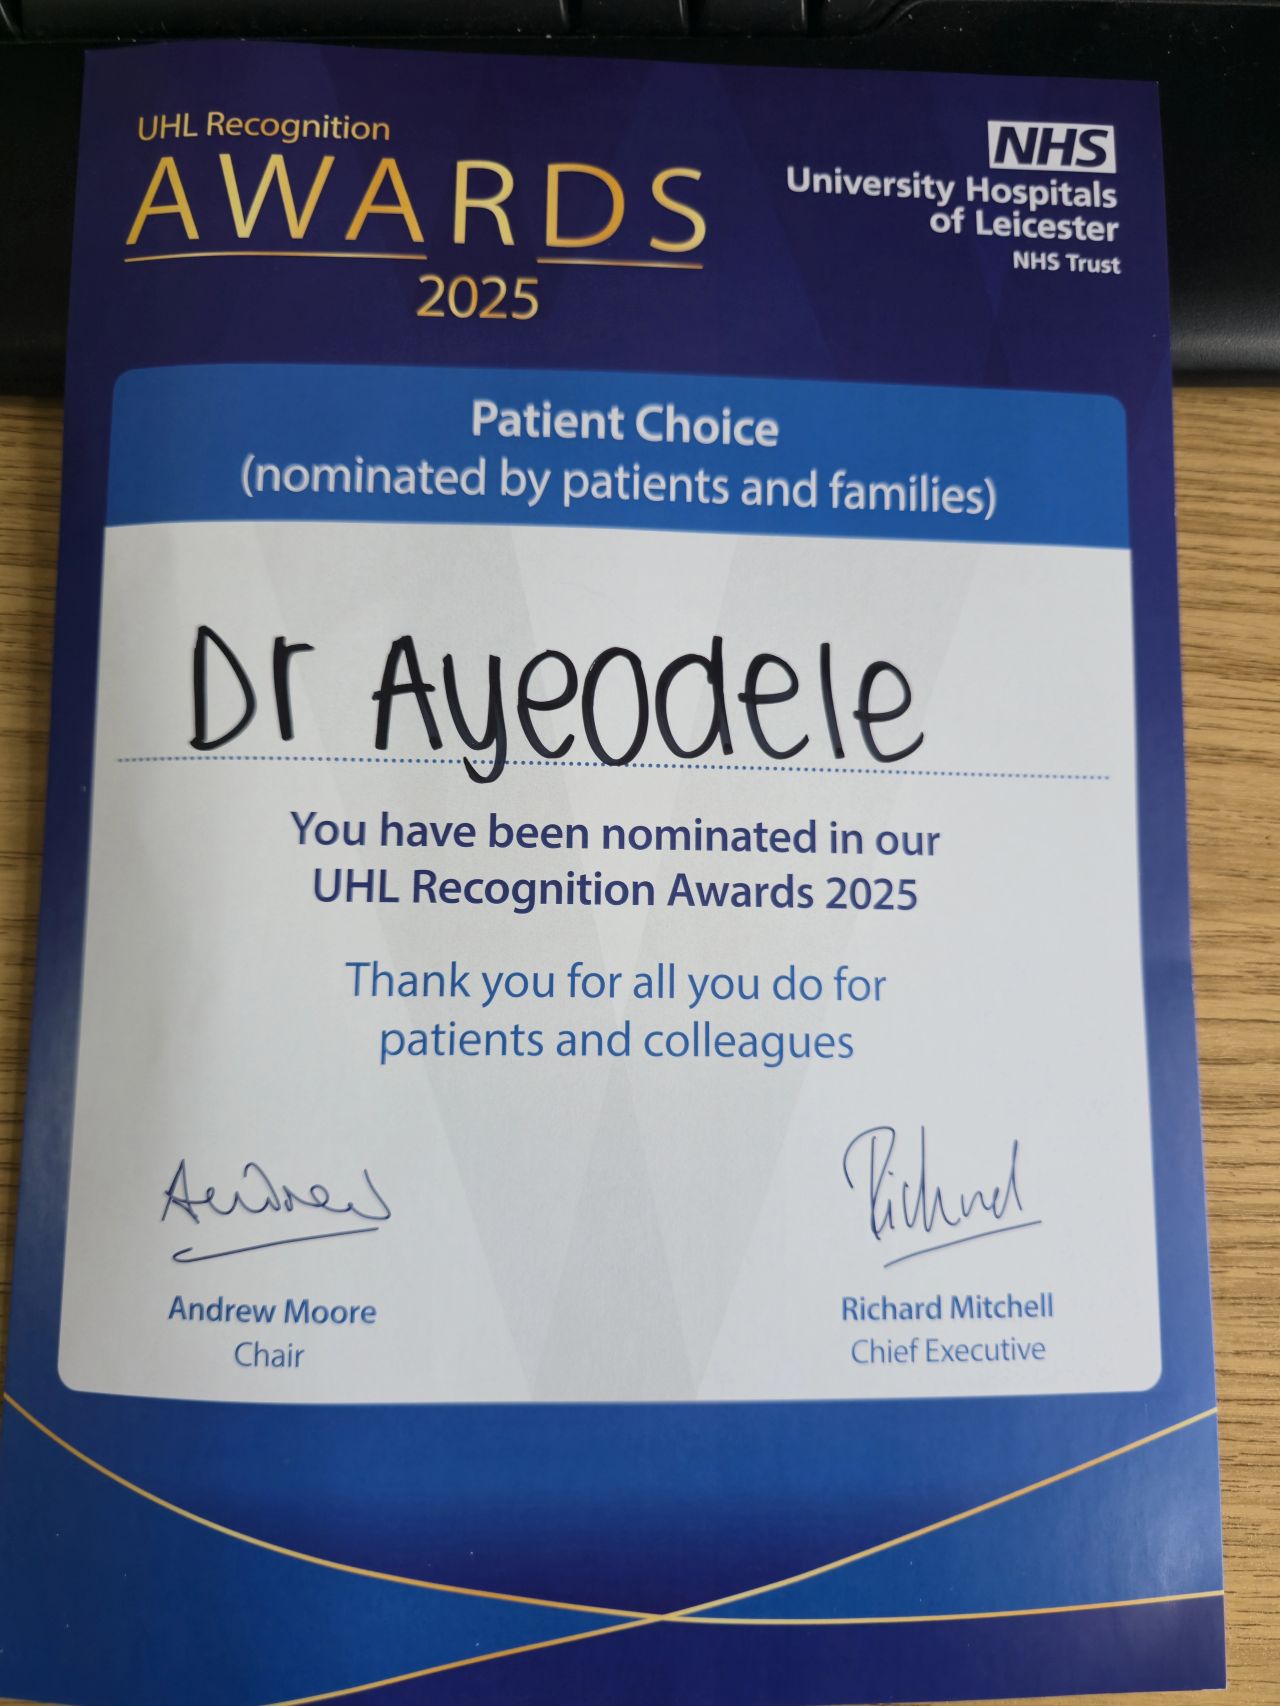 UHL Recognition
AWARDS
2025
NHS
University Hospitals
of Leicester
NHS Trust
Patient Choice
(nominated by patients and families)
Dr Ayeodele
You have been nominated in our
UHL Recognition Awards 2025
Thank you for all you do for
patients and colleagues
Andrew
Richard
Andrew Moore
Chair
Richard Mitchell
Chief Executive